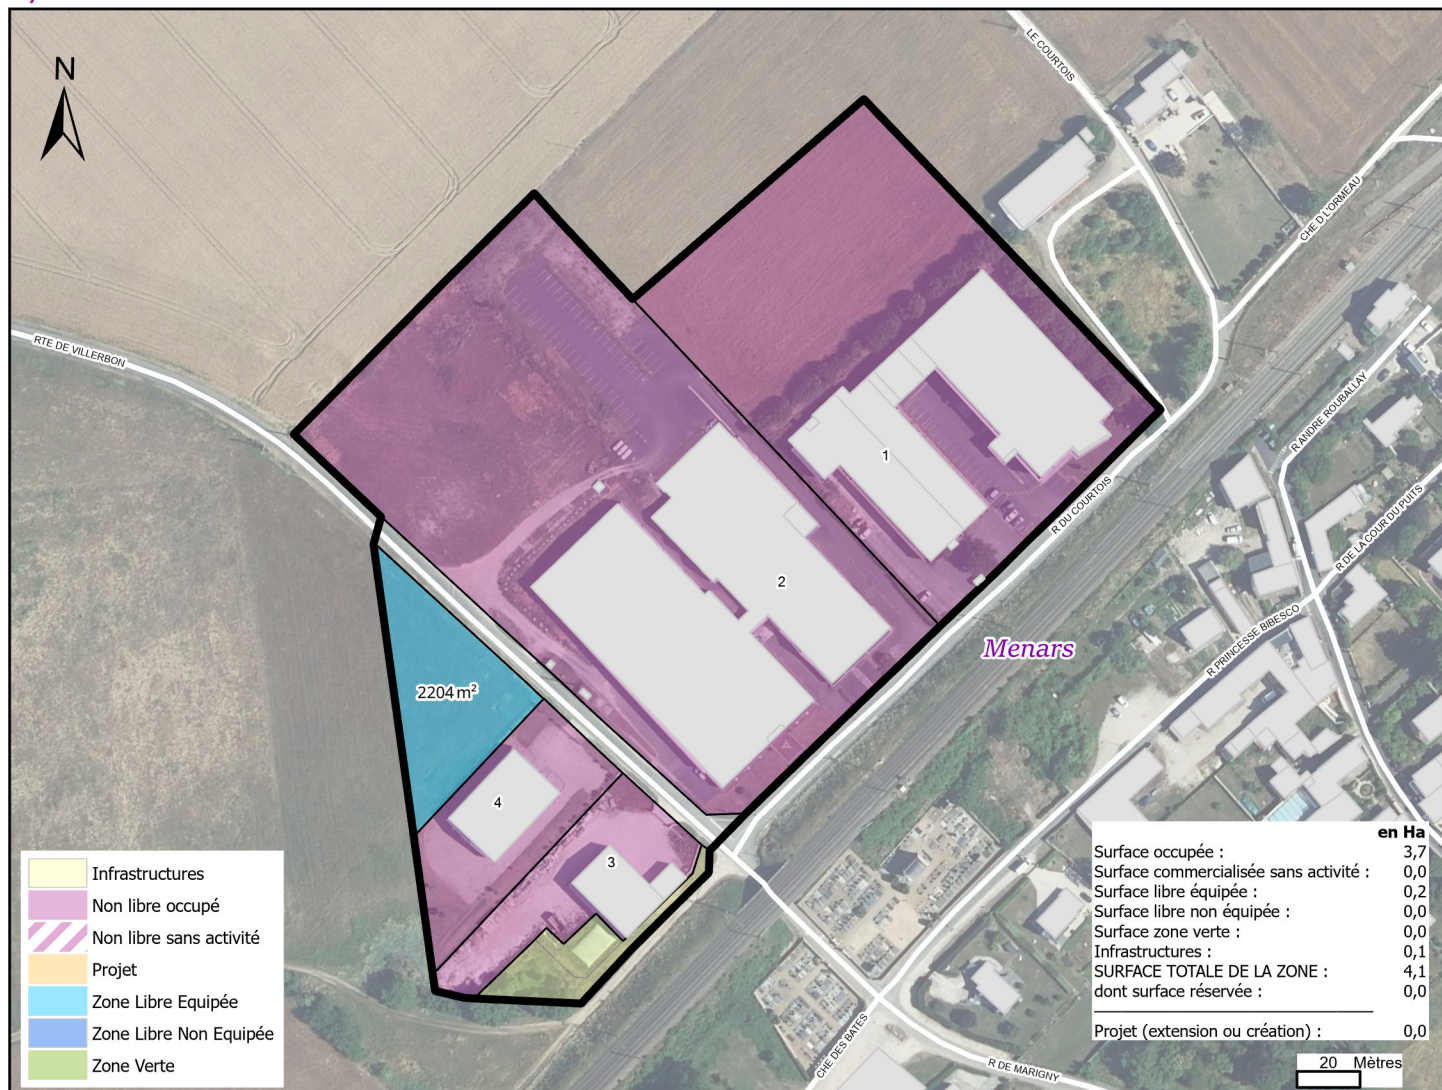 N
LE COURTOIS
CHE D L'ORMEAU
RTE DE VILLERBON
R ANDRE ROUBALLAY
1
R DU COURTOIS
R DE LA COUR DU PUITS
2
R PRINCESSE BIBESCO
Menars
2204 m²
4
3
Infrastructures
Non libre occupé
Non libre sans activité
Projet
Zone Libre Equipée
Zone Libre Non Equipée
Zone Verte
en Ha
Surface occupée : 3,7
Surface commercialisée sans activité : 0,0
Surface libre équipée : 0,2
Surface libre non équipée : 0,0
Surface zone verte : 0,0
Infrastructures : 0,1
SURFACE TOTALE DE LA ZONE : 4,1
dont surface réservée : 0,0
Projet (extension ou création) : 0,0
CHE DES BATES
R DE MARIGNY
20 Mètres